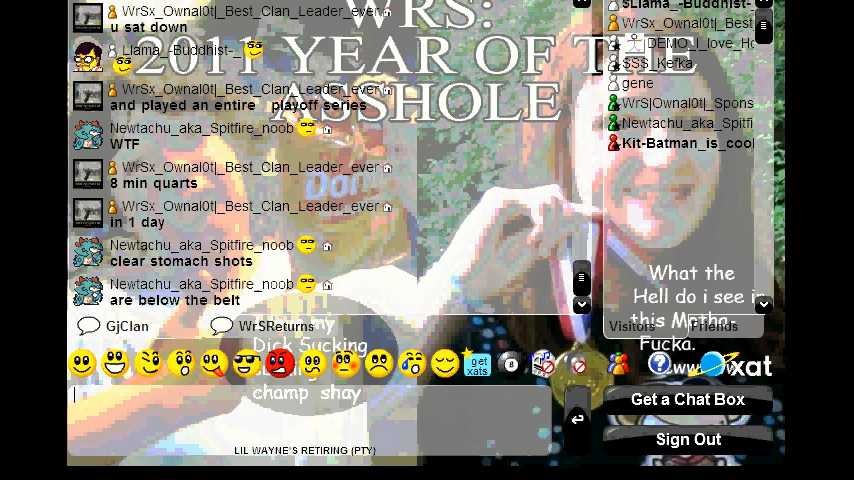 WRS:
2011 YEAR OF THE
ASSHOLE
WrSx_Ownal0t|_Best_Clan_Leader_ever
u sat down
Llama_-Buddhist-_
WrSx_Ownal0t|_Best_Clan_Leader_ever
and played an entire playoff series
Newtachu_aka_Spitfire_noob
WTF
WrSx_Ownal0t|_Best_Clan_Leader_ever
8 min quarts
WrSx_Ownal0t|_Best_Clan_Leader_ever
in 1 day
Newtachu_aka_Spitfire_noob
clear stomach shots
Newtachu_aka_Spitfire_noob
are below the belt
GjClan
WrSReturns
my
Dick Sucking
champ shay
get
xats
8
LIL WAYNE'S RETIRING (PTY)
$Llama_-Buddhist-_
WrSx_Ownal0t|_Best
DEMO_I_love_Ho
$$$_Kefka
gene
WrS|Ownal0t|_Spons
Newtachu_aka_Spitfi
Kit-Batman_is_cool
What the
Hell do i see in
this Motha-
Fucka.
Visitors
Friends
xat
Get a Chat Box
Sign Out